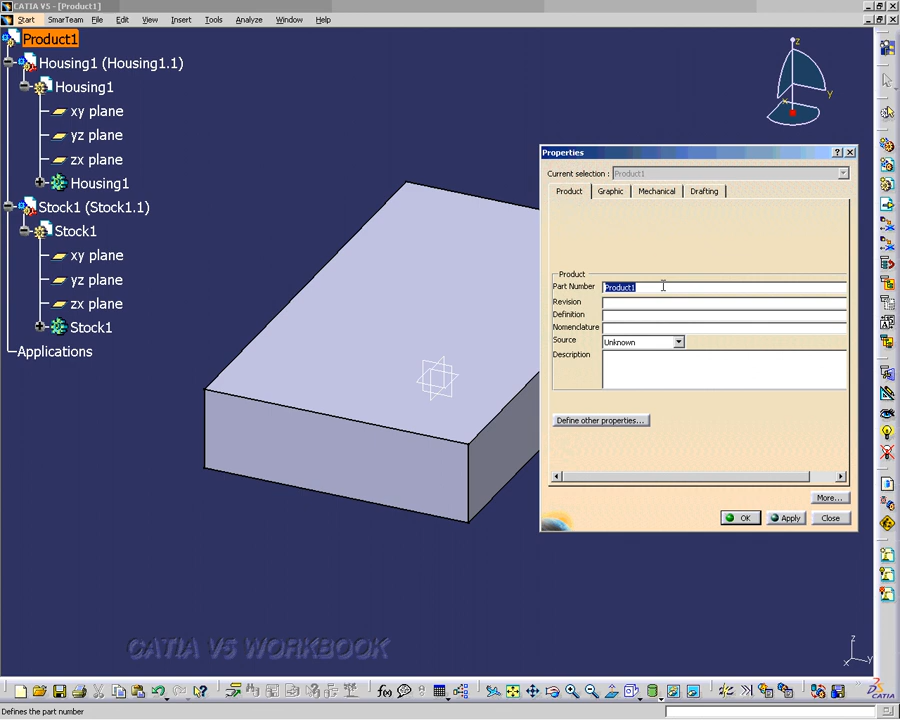 CATIA V5 - [Product1]
Start SmarTeam File Edit View Insert Tools Analyze Window Help
Product1
Housing1 (Housing1.1)
Housing1
xy plane
yz plane
zx plane
Housing1
Stock1 (Stock1.1)
Stock1
xy plane
yz plane
zx plane
Stock1
Applications
z
y
x
Properties
Current selection : Product1
Product Graphic Mechanical Drafting
Product
Part Number Product1
Revision
Definition
Nomenclature
Source Unknown
Description
Define other properties...
More...
OK Apply Close
CATIA V5 WORKBOOK
z
x y
f(x)
Defines the part number
CATIA